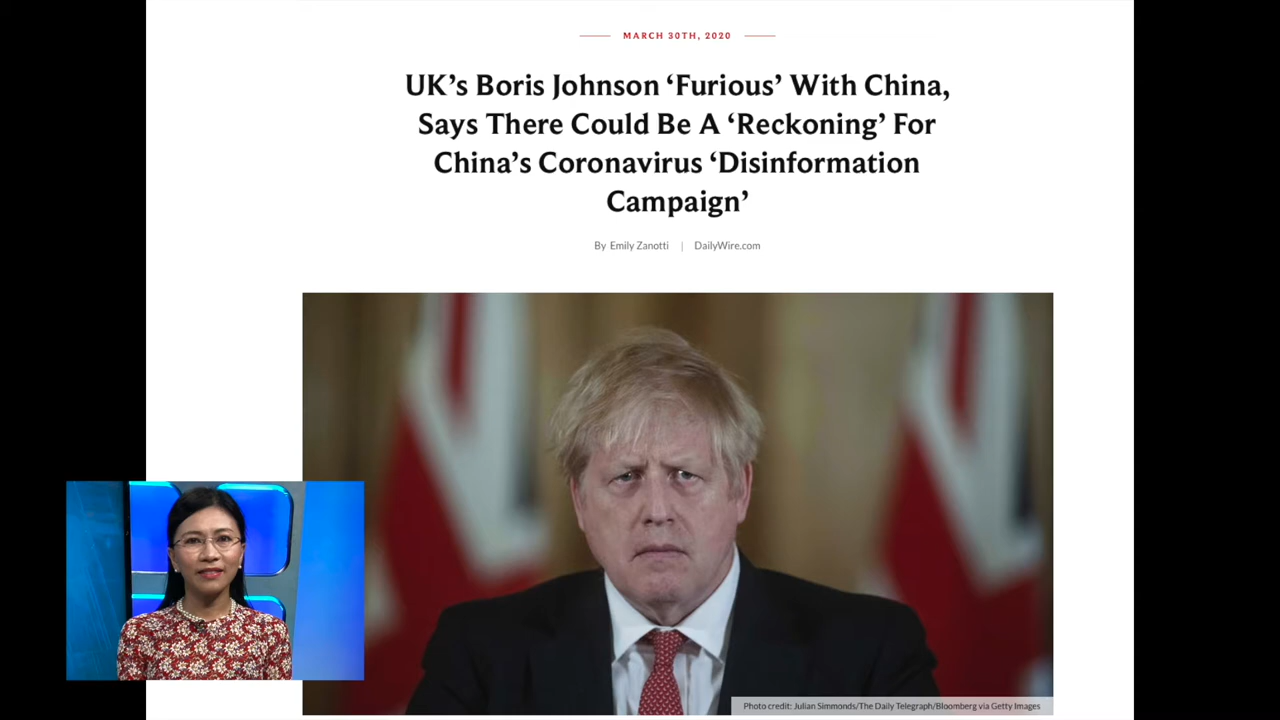 MARCH 30TH, 2020
UK’s Boris Johnson ‘Furious’ With China,
Says There Could Be A ‘Reckoning’ For
China’s Coronavirus ‘Disinformation
Campaign’
By Emily Zanotti | DailyWire.com
Photo credit: Julian Simmonds/The Daily Telegraph/Bloomberg via Getty Images